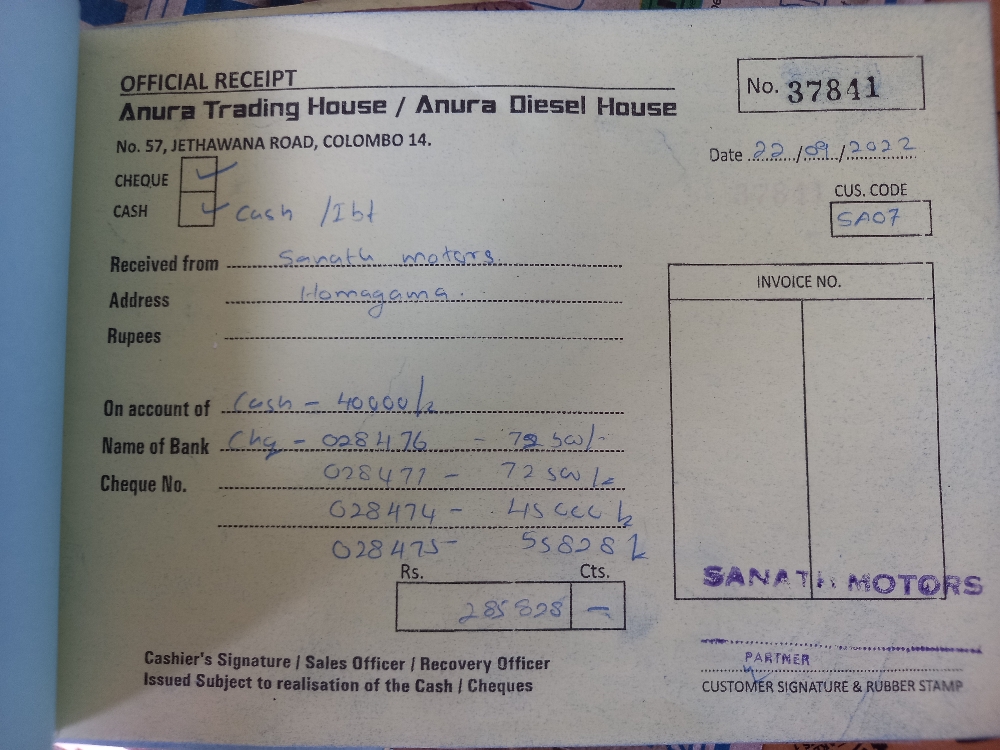 OFFICIAL RECEIPT
Anura Trading House / Anura Diesel House
No. 37841
No. 57, JETHAWANA ROAD, COLOMBO 14.
Date 22/09/2022
CHEQUE
CUS. CODE
CASH Cash / Ibt
SA07
Received from Sanath motors
INVOICE NO.
Address Homagama.
Rupees
On account of Cash - 40000/=
Name of Bank Chq - 028476 - 72500/-
Cheque No. 028477 - 72500/=
028474 - 45000/=
028475 - 55828/=
Rs. Cts.
285828 -
SANATH MOTORS
PARTNER
Cashier's Signature / Sales Officer / Recovery Officer
Issued Subject to realisation of the Cash / Cheques
CUSTOMER SIGNATURE & RUBBER STAMP